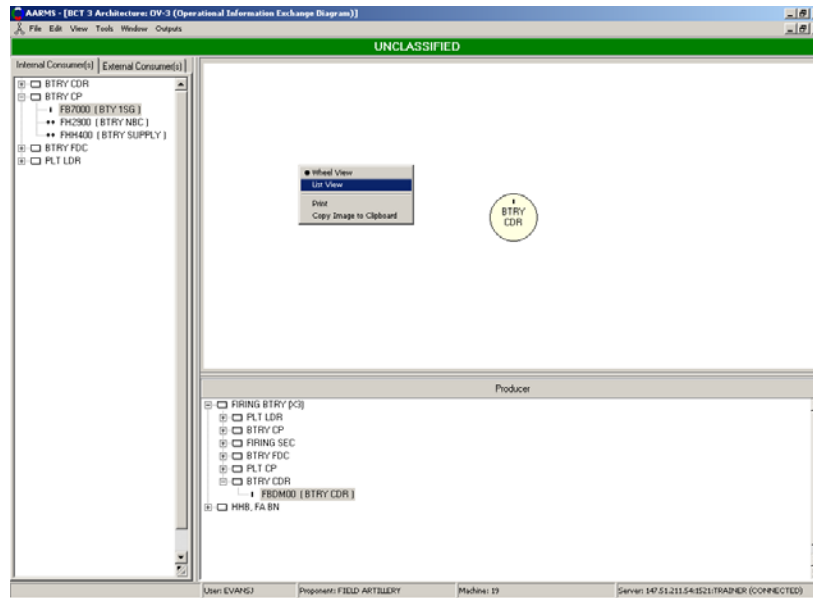 AARMS - [BCT 3 Architecture: OV-3 (Operational Information Exchange Diagram)]
File Edit View Tools Window Outputs
UNCLASSIFIED
Internal Consumer(s) External Consumer(s)
BTRY CDR
BTRY CP
FB7000 ( BTY 1SG )
FH2900 ( BTRY NBC )
FHH400 ( BTRY SUPPLY )
BTRY FDC
PLT LDR
Wheel View
List View
Print
Copy Image to Clipboard
BTRY
CDR
Producer
FIRING BTRY (X3)
PLT LDR
BTRY CP
FIRING SEC
BTRY FDC
PLT CP
BTRY CDR
FBDM00 ( BTRY CDR )
HHB, FA BN
User: EVANSJ Proponent: FIELD ARTILLERY Machine: 19 Server: 147.51.211.54:1521:TRAINER (CONNECTED)